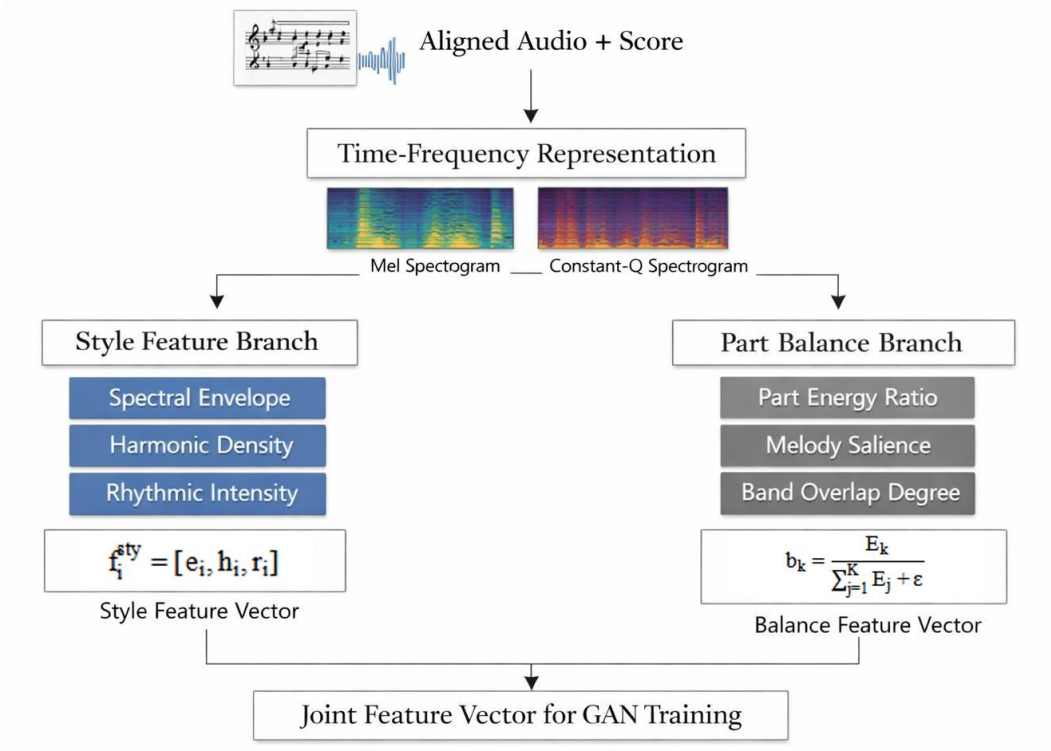 Aligned Audio + Score
Time-Frequency Representation
Mel Spectogram
Constant-Q Spectrogram
Style Feature Branch
Spectral Envelope
Harmonic Density
Rhythmic Intensity
f_i^sty = [e_i, h_i, r_i]
Style Feature Vector
Part Balance Branch
Part Energy Ratio
Melody Salience
Band Overlap Degree
b_k = E_k / (∑_{j=1}^K E_j + ε)
Balance Feature Vector
Joint Feature Vector for GAN Training